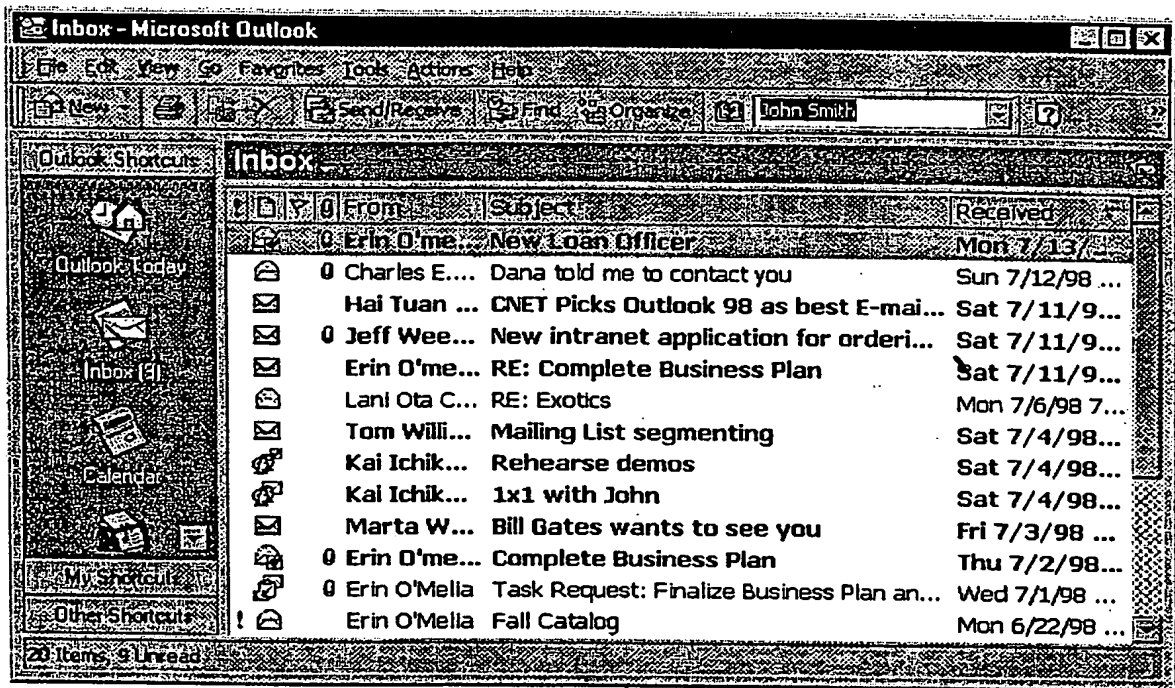 Inbox - Microsoft Outlook
File Edit View Go Favorites Tools Actions Help
New Send/Receive Find Organize John Smith
Outlook Shortcuts
Inbox
! From Subject Received
Erin O'me... New Loan Officer Mon 7/13/...
Charles E.... Dana told me to contact you Sun 7/12/98 ...
Outlook Today
Hai Tuan ... CNET Picks Outlook 98 as best E-mai... Sat 7/11/9...
Jeff Wee... New intranet application for orderi... Sat 7/11/9...
Inbox (3)
Erin O'me... RE: Complete Business Plan Sat 7/11/9...
Lani Ota C... RE: Exotics Mon 7/6/98 7...
Tom Willi... Mailing List segmenting Sat 7/4/98...
Calendar
Kai Ichik... Rehearse demos Sat 7/4/98...
Kai Ichik... 1x1 with John Sat 7/4/98...
Marta W... Bill Gates wants to see you Fri 7/3/98 ...
Erin O'me... Complete Business Plan Thu 7/2/98...
My Shortcuts
Erin O'Melia Task Request: Finalize Business Plan an... Wed 7/1/98 ...
Other Shortcuts
! Erin O'Melia Fall Catalog Mon 6/22/98 ...
20 Items, 9 Unread